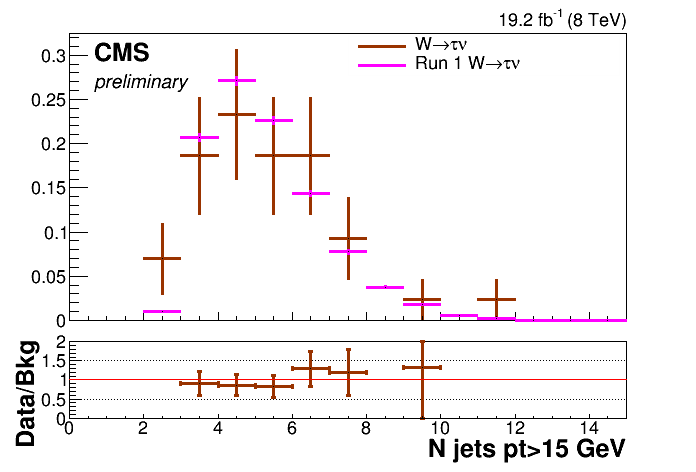 19.2 fb⁻¹ (8 TeV)
CMS
preliminary
W→τν
Run 1 W→τν
0.3
0.25
0.2
0.15
0.1
0.05
0
Data/Bkg
2
1.5
1
0.5
0
0 2 4 6 8 10 12 14
N jets pt>15 GeV